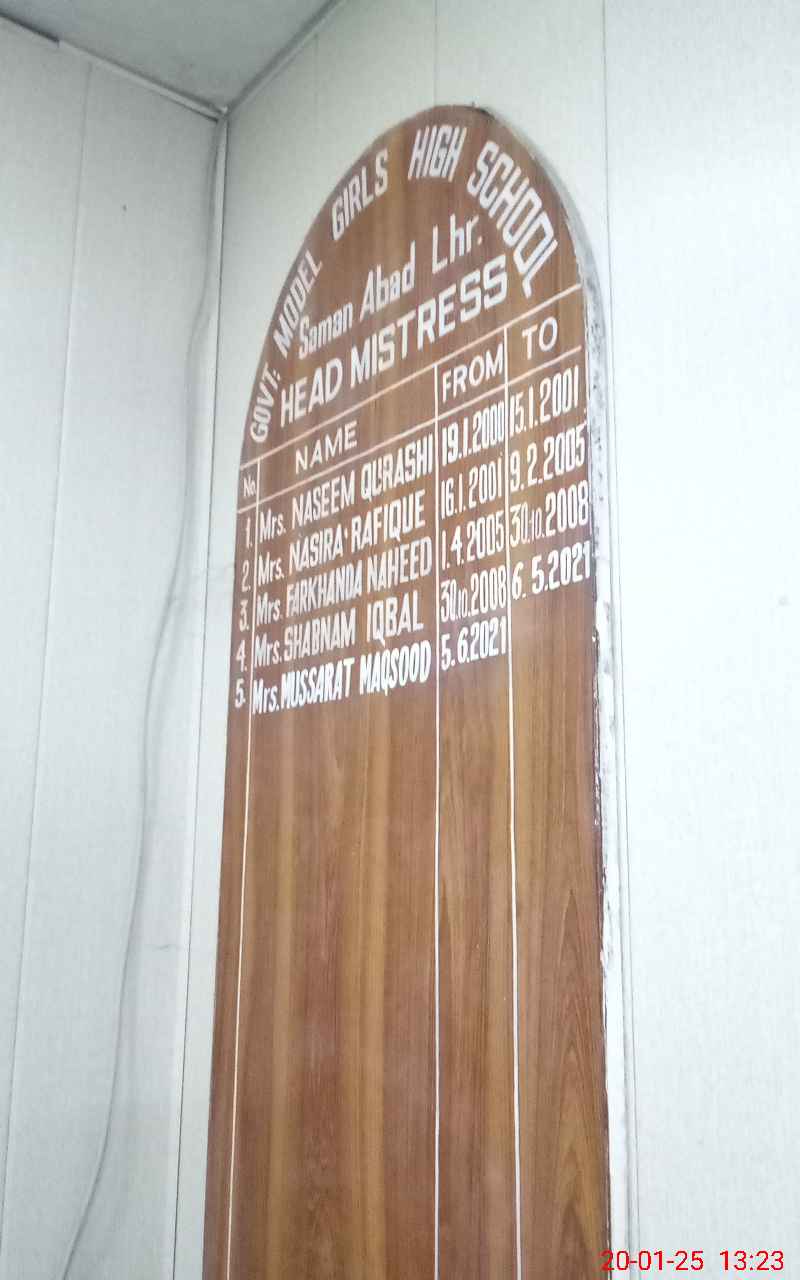 GOVT: MODEL GIRLS HIGH SCHOOL
Saman Abad Lhr.
HEAD MISTRESS
No. NAME FROM TO
1. Mrs. NASEEM QURASHI 19.1.2000 15.1.2001
2. Mrs. NASIRA RAFIQUE 16.1.2001 9.2.2005
3. Mrs. FARKHANDA NAHEED 1.4.2005 30.10.2008
4. Mrs. SHABNAM IQBAL 30.10.2008 6.5.2021
5. Mrs. MUSSARAT MAQSOOD 5.6.2021
20-01-25 13:23